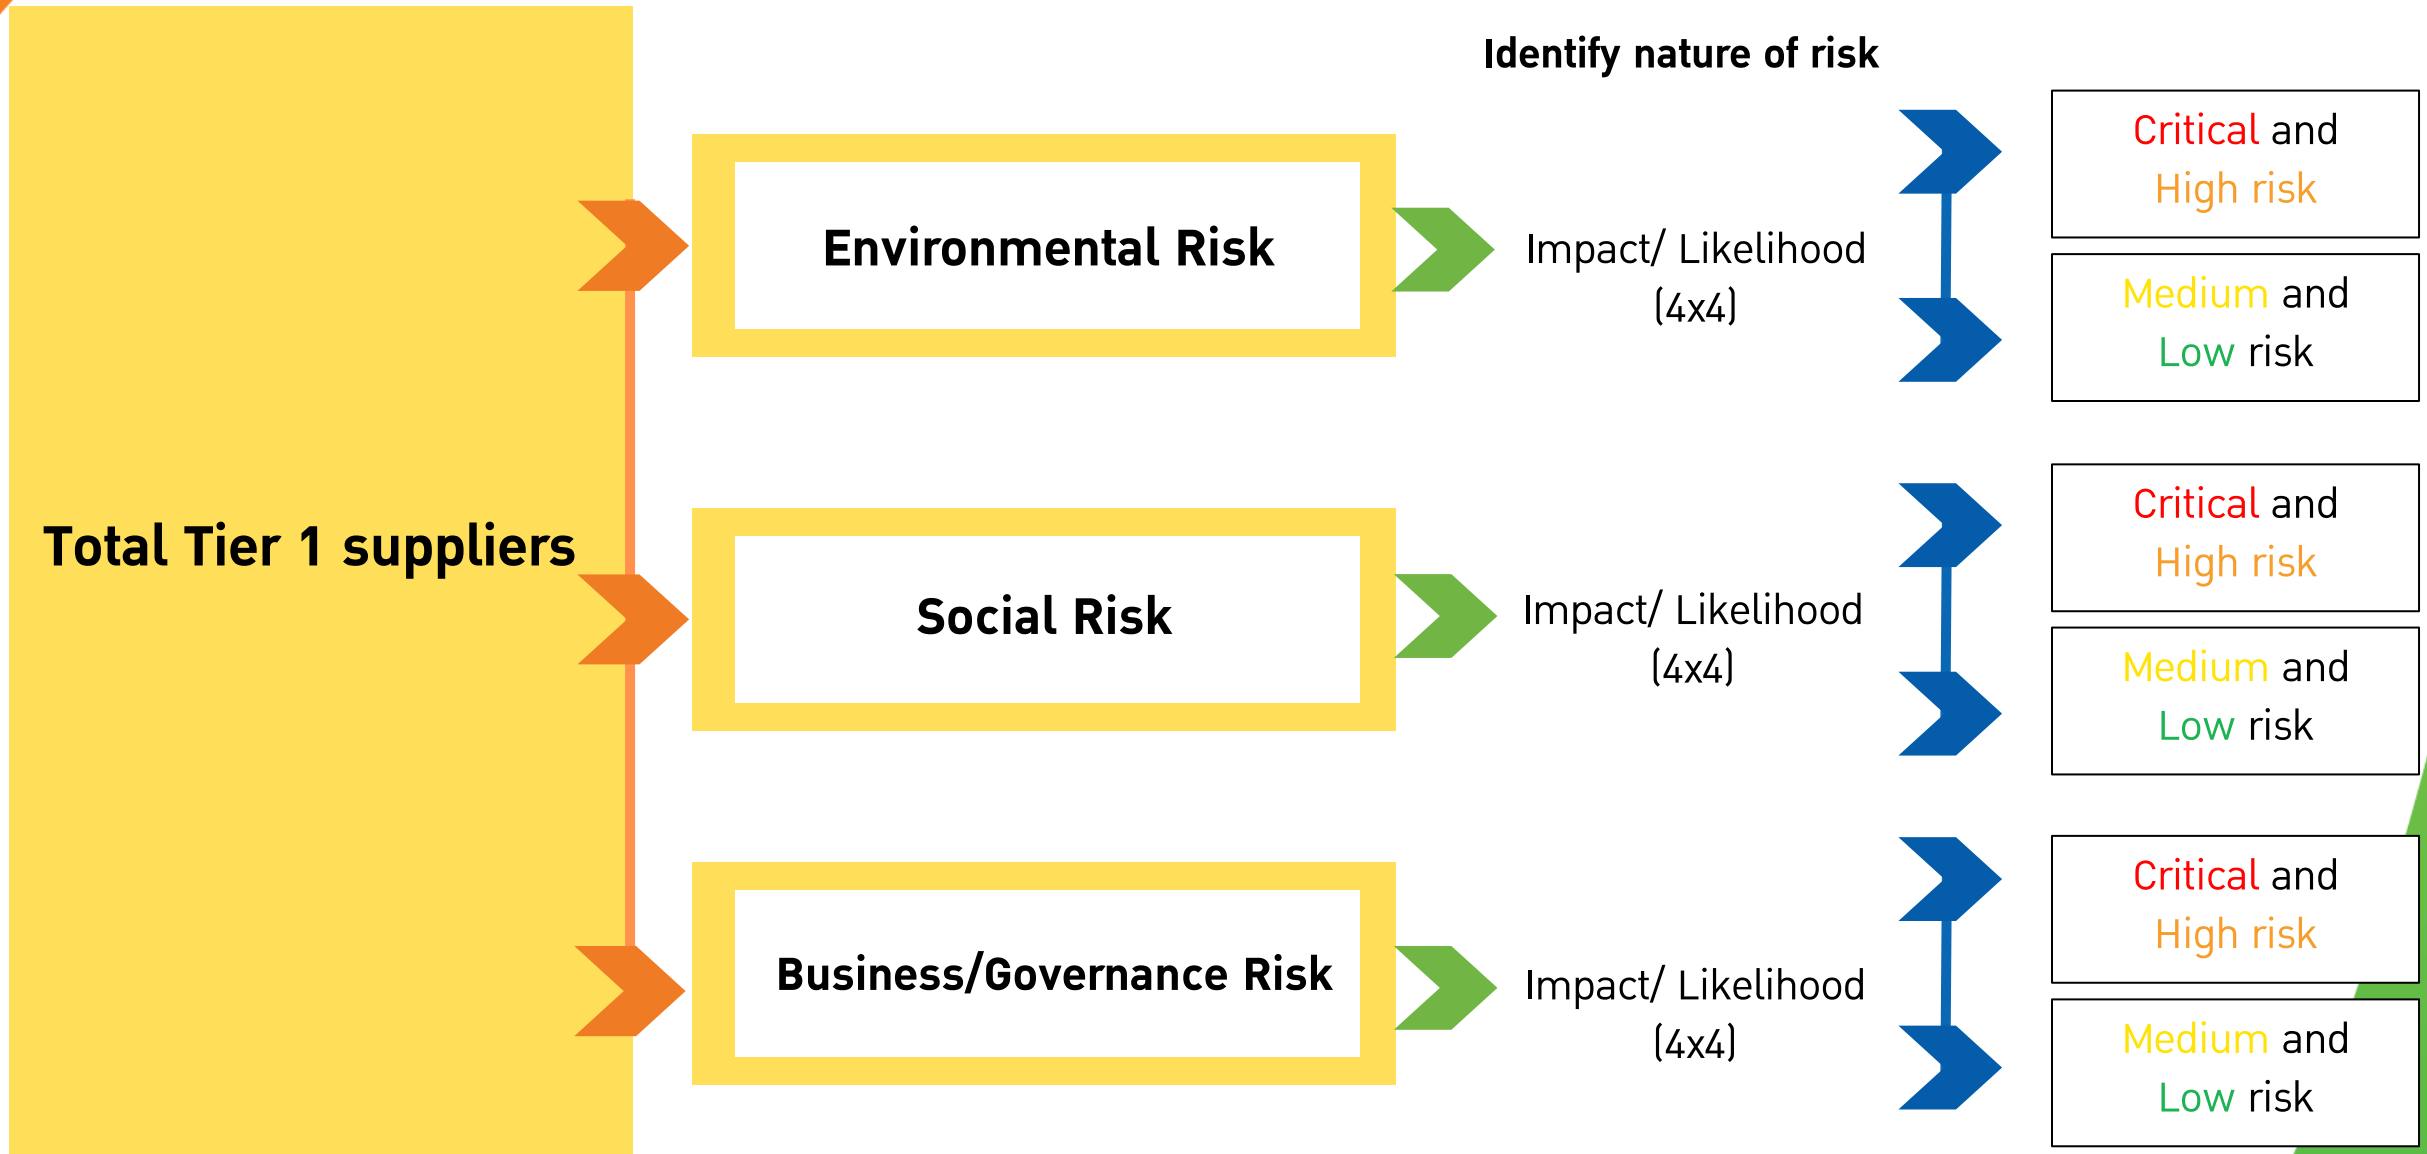 Identify nature of risk
Total Tier 1 suppliers
Environmental Risk
Impact/ Likelihood
(4x4)
Critical and
High risk
Medium and
Low risk
Social Risk
Impact/ Likelihood
(4x4)
Critical and
High risk
Medium and
Low risk
Business/Governance Risk
Impact/ Likelihood
(4x4)
Critical and
High risk
Medium and
Low risk